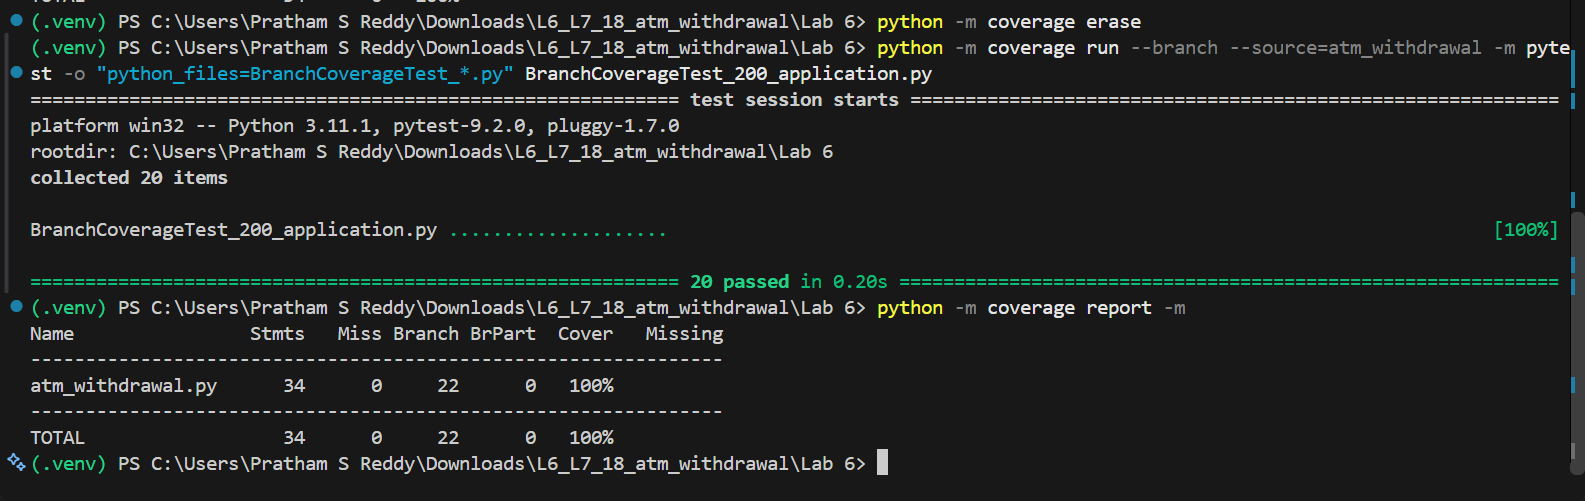 (.venv) PS C:\Users\Pratham S Reddy\Downloads\L6_L7_18_atm_withdrawal\Lab 6> python -m coverage erase
(.venv) PS C:\Users\Pratham S Reddy\Downloads\L6_L7_18_atm_withdrawal\Lab 6> python -m coverage run --branch --source=atm_withdrawal -m pyte
st -o "python_files=BranchCoverageTest_*.py" BranchCoverageTest_200_application.py
=========================================================== test session starts ===========================================================
platform win32 -- Python 3.11.1, pytest-9.2.0, pluggy-1.7.0
rootdir: C:\Users\Pratham S Reddy\Downloads\L6_L7_18_atm_withdrawal\Lab 6
collected 20 items
BranchCoverageTest_200_application.py .................... [100%]
=========================================================== 20 passed in 0.20s ============================================================
(.venv) PS C:\Users\Pratham S Reddy\Downloads\L6_L7_18_atm_withdrawal\Lab 6> python -m coverage report -m
Name                Stmts   Miss Branch BrPart  Cover   Missing
---------------------------------------------------------------
atm_withdrawal.py      34      0     22      0   100%
---------------------------------------------------------------
TOTAL                  34      0     22      0   100%
(.venv) PS C:\Users\Pratham S Reddy\Downloads\L6_L7_18_atm_withdrawal\Lab 6>